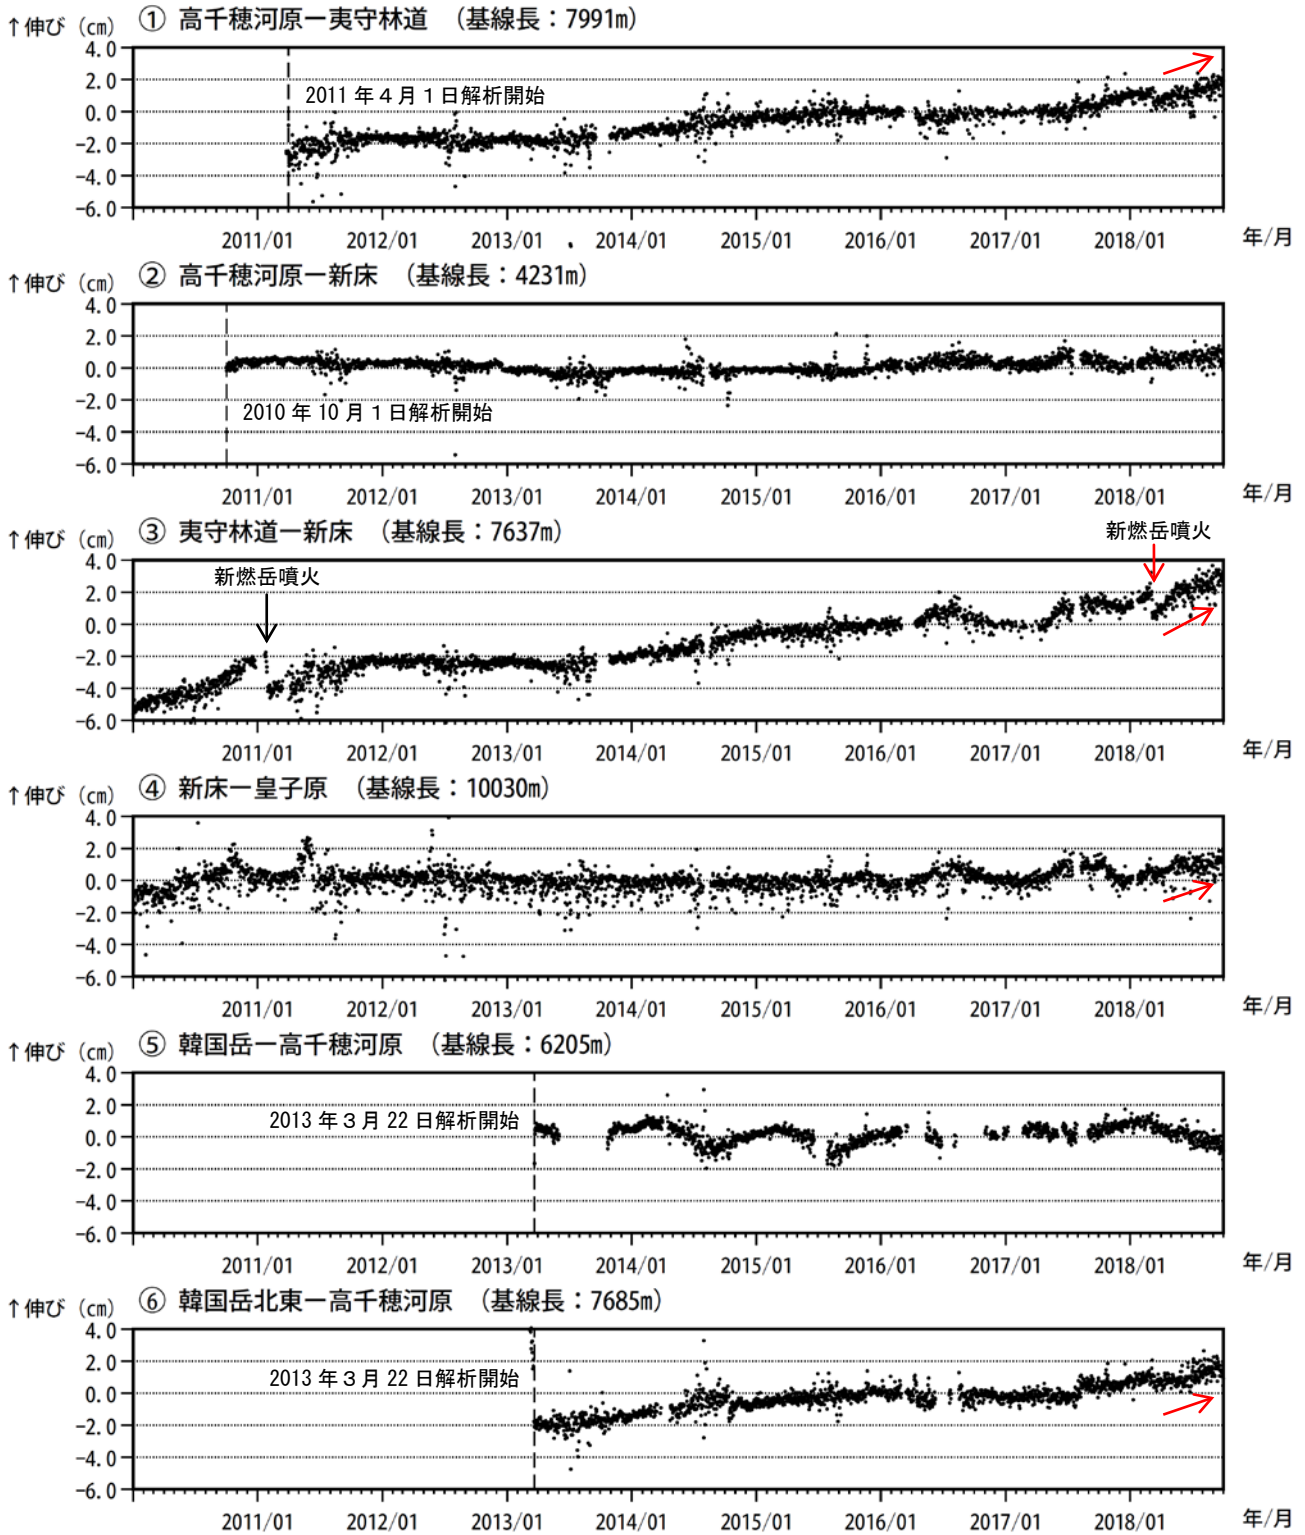 ↑伸び（㎝） ① 高千穂河原ー夷守林道 （基線長：7991m）
4.0
2.0
2011年4月1日解析開始
0.0
−2.0
−4.0
−6.0
2011/01 2012/01 2013/01 2014/01 2015/01 2016/01 2017/01 2018/01 年/月
↑伸び（㎝） ② 高千穂河原ー新床 （基線長：4231m）
4.0
2.0
0.0
−2.0
2010年10月1日解析開始
−4.0
−6.0
2011/01 2012/01 2013/01 2014/01 2015/01 2016/01 2017/01 2018/01 年/月
↑伸び（㎝） ③ 夷守林道ー新床 （基線長：7637m） 新燃岳噴火
4.0
新燃岳噴火
2.0
0.0
−2.0
−4.0
−6.0
2011/01 2012/01 2013/01 2014/01 2015/01 2016/01 2017/01 2018/01 年/月
↑伸び（㎝） ④ 新床ー皇子原 （基線長：10030m）
4.0
2.0
0.0
−2.0
−4.0
−6.0
2011/01 2012/01 2013/01 2014/01 2015/01 2016/01 2017/01 2018/01 年/月
↑伸び（㎝） ⑤ 韓国岳ー高千穂河原 （基線長：6205m）
4.0
2.0
2013年3月22日解析開始
0.0
−2.0
−4.0
−6.0
2011/01 2012/01 2013/01 2014/01 2015/01 2016/01 2017/01 2018/01 年/月
↑伸び（㎝） ⑥ 韓国岳北東ー高千穂河原 （基線長：7685m）
4.0
2.0
2013年3月22日解析開始
0.0
−2.0
−4.0
−6.0
2011/01 2012/01 2013/01 2014/01 2015/01 2016/01 2017/01 2018/01 年/月